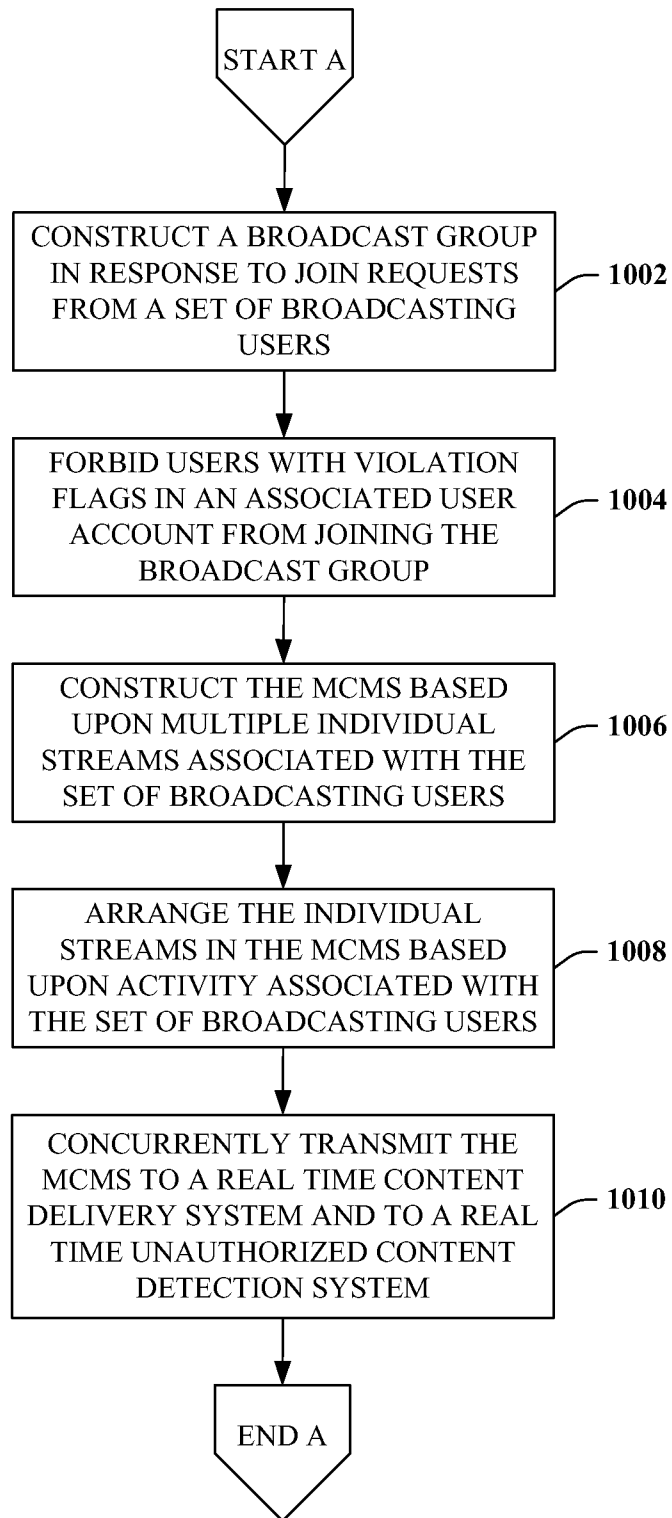 START A
CONSTRUCT A BROADCAST GROUP
IN RESPONSE TO JOIN REQUESTS
FROM A SET OF BROADCASTING
USERS
1002
FORBID USERS WITH VIOLATION
FLAGS IN AN ASSOCIATED USER
ACCOUNT FROM JOINING THE
BROADCAST GROUP
1004
CONSTRUCT THE MCMS BASED
UPON MULTIPLE INDIVIDUAL
STREAMS ASSOCIATED WITH THE
SET OF BROADCASTING USERS
1006
ARRANGE THE INDIVIDUAL
STREAMS IN THE MCMS BASED
UPON ACTIVITY ASSOCIATED WITH
THE SET OF BROADCASTING USERS
1008
CONCURRENTLY TRANSMIT THE
MCMS TO A REAL TIME CONTENT
DELIVERY SYSTEM AND TO A REAL
TIME UNAUTHORIZED CONTENT
DETECTION SYSTEM
1010
END A